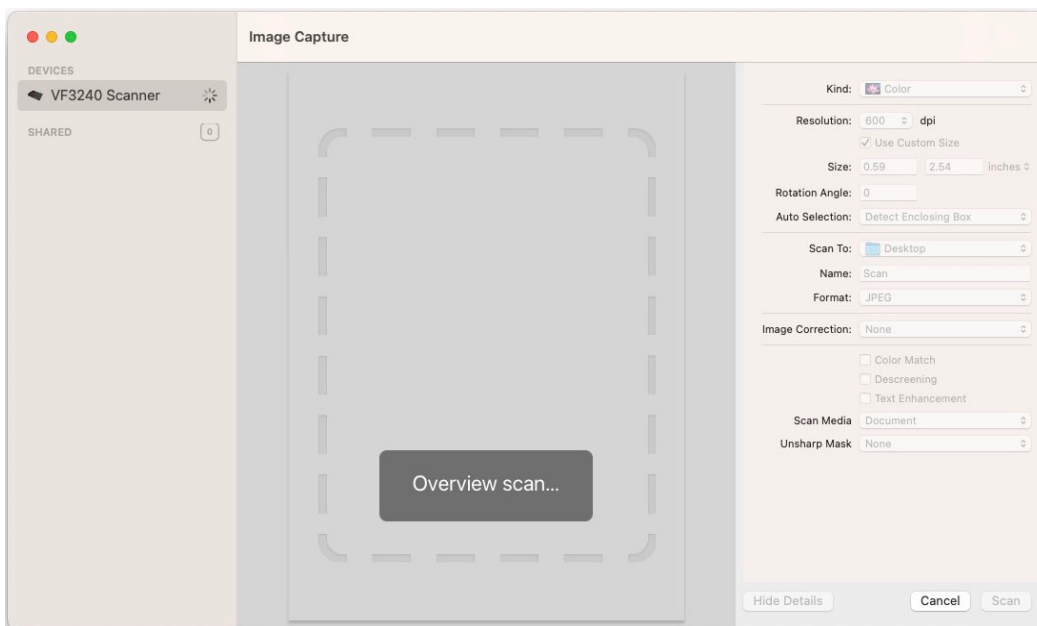 Image Capture
DEVICES
VF3240 Scanner
SHARED
0
Overview scan...
Kind: Color
Resolution: 600 dpi
Use Custom Size
Size: 0.59 2.54 inches
Rotation Angle: 0
Auto Selection: Detect Enclosing Box
Scan To: Desktop
Name: Scan
Format: JPEG
Image Correction: None
Color Match
Descreening
Text Enhancement
Scan Media Document
Unsharp Mask None
Hide Details Cancel Scan